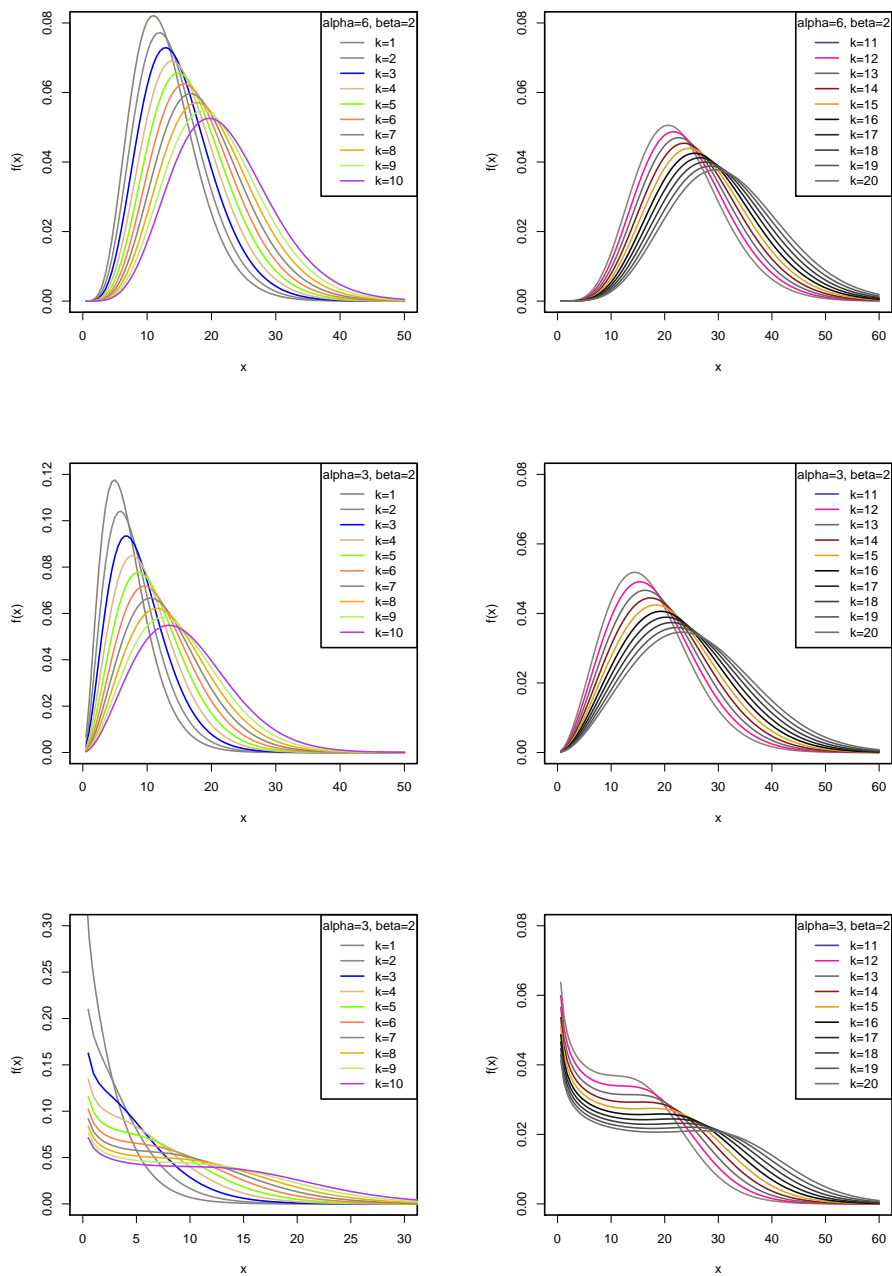 alpha=6, beta=2
k=1
k=2
k=3
k=4
k=5
k=6
k=7
k=8
k=9
k=10
0.08
0.06
0.04
0.02
0.00
f(x)
0 10 20 30 40 50
x
alpha=6, beta=2
k=11
k=12
k=13
k=14
k=15
k=16
k=17
k=18
k=19
k=20
0.08
0.06
0.04
0.02
0.00
f(x)
0 10 20 30 40 50 60
x
alpha=3, beta=2
k=1
k=2
k=3
k=4
k=5
k=6
k=7
k=8
k=9
k=10
0.12
0.10
0.08
0.06
0.04
0.02
0.00
f(x)
0 10 20 30 40 50
x
alpha=3, beta=2
k=11
k=12
k=13
k=14
k=15
k=16
k=17
k=18
k=19
k=20
0.08
0.06
0.04
0.02
0.00
f(x)
0 10 20 30 40 50 60
x
alpha=3, beta=2
k=1
k=2
k=3
k=4
k=5
k=6
k=7
k=8
k=9
k=10
0.30
0.25
0.20
0.15
0.10
0.05
0.00
f(x)
0 5 10 15 20 25 30
x
alpha=3, beta=2
k=11
k=12
k=13
k=14
k=15
k=16
k=17
k=18
k=19
k=20
0.08
0.06
0.04
0.02
0.00
f(x)
0 10 20 30 40 50 60
x